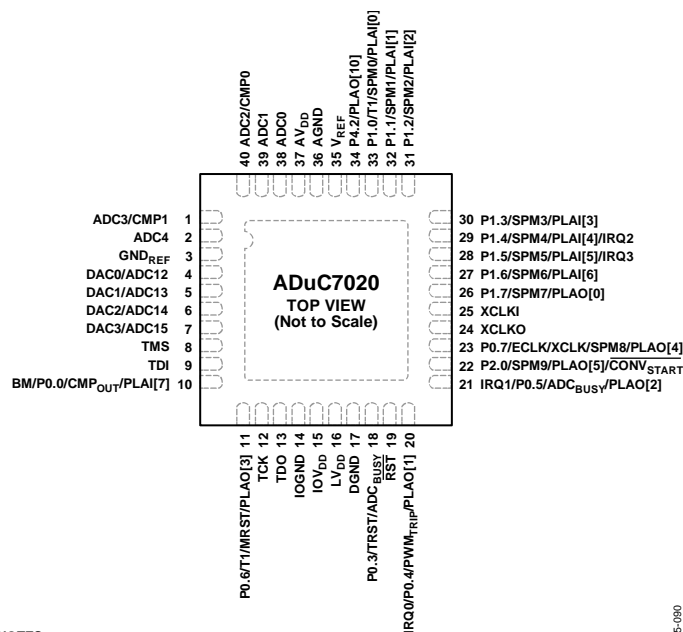 40 ADC2/CMP0
39 ADC1
38 ADC0
37 AVDD
36 AGND
35 VREF
34 P4.2/PLAO[10]
33 P1.0/T1/SPM0/PLAI[0]
32 P1.1/SPM1/PLAI[1]
31 P1.2/SPM2/PLAI[2]
ADC3/CMP1 1
ADC4 2
GNDREF 3
DAC0/ADC12 4
DAC1/ADC13 5
DAC2/ADC14 6
DAC3/ADC15 7
TMS 8
TDI 9
BM/P0.0/CMPOUT/PLAI[7] 10
ADuC7020
TOP VIEW
(Not to Scale)
30 P1.3/SPM3/PLAI[3]
29 P1.4/SPM4/PLAI[4]/IRQ2
28 P1.5/SPM5/PLAI[5]/IRQ3
27 P1.6/SPM6/PLAI[6]
26 P1.7/SPM7/PLAO[0]
25 XCLKI
24 XCLKO
23 P0.7/ECLK/XCLK/SPM8/PLAO[4]
22 P2.0/SPM9/PLAO[5]/CONVSTART
21 IRQ1/P0.5/ADCBUSY/PLAO[2]
P0.6/T1/MRST/PLAO[3] 11
TCK 12
TDO 13
IOGND 14
IOVDD 15
LVDD 16
DGND 17
P0.3/TRST/ADCBUSY 18
RST 19
IRQ0/P0.4/PWMTRIP/PLAO[1] 20
5-090